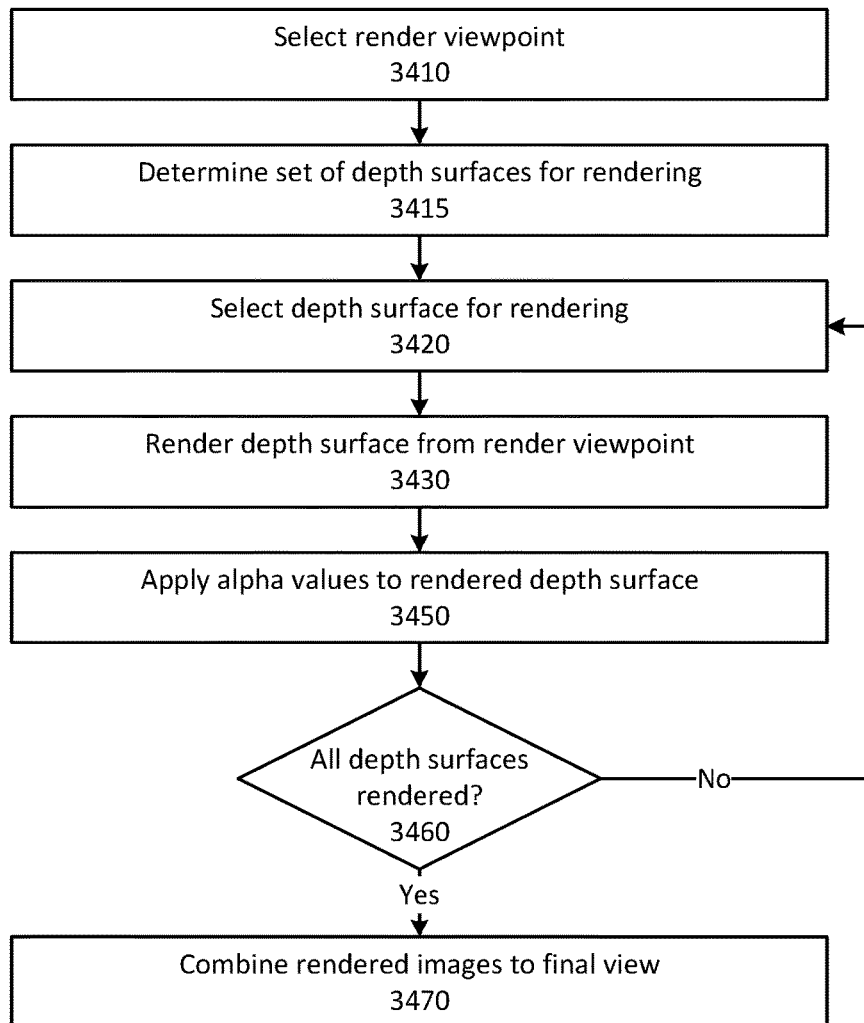 Select render viewpoint
3410
Determine set of depth surfaces for rendering
3415
Select depth surface for rendering
3420
Render depth surface from render viewpoint
3430
Apply alpha values to rendered depth surface
3450
All depth surfaces
rendered?
3460
No
Yes
Combine rendered images to final view
3470